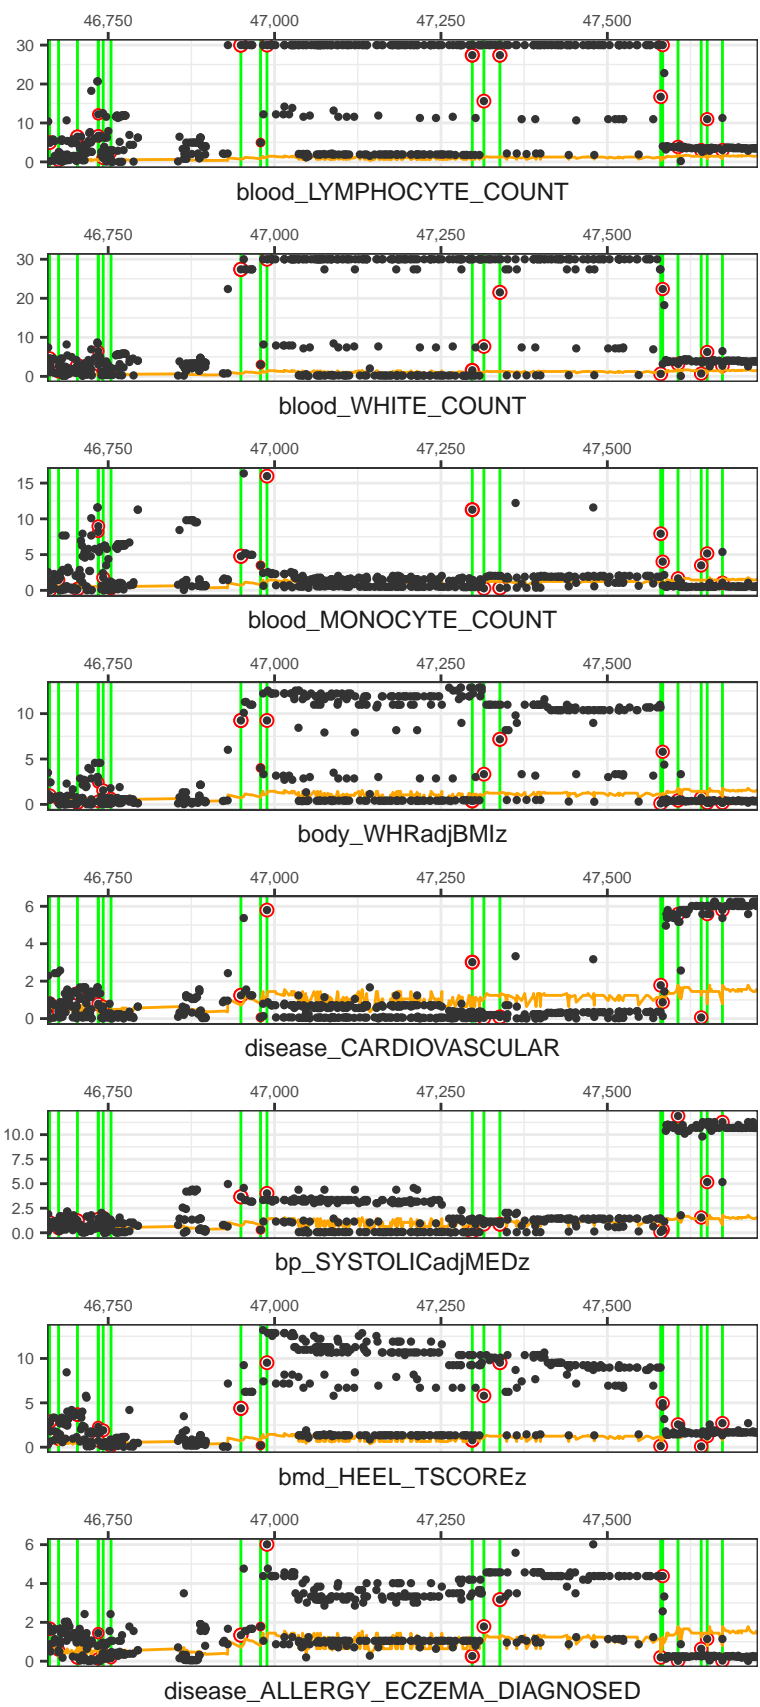 46,750 47,000 47,250 47,500
30
20
10
0
blood_LYMPHOCYTE_COUNT
46,750 47,000 47,250 47,500
30
20
10
0
blood_WHITE_COUNT
46,750 47,000 47,250 47,500
15
10
5
0
blood_MONOCYTE_COUNT
46,750 47,000 47,250 47,500
10
5
0
body_WHRadjBMIz
46,750 47,000 47,250 47,500
6
4
2
0
disease_CARDIOVASCULAR
46,750 47,000 47,250 47,500
10.0
7.5
5.0
2.5
0.0
bp_SYSTOLICadjMEDz
46,750 47,000 47,250 47,500
10
5
0
bmd_HEEL_TSCOREz
46,750 47,000 47,250 47,500
6
4
2
0
disease_ALLERGY_ECZEMA_DIAGNOSED